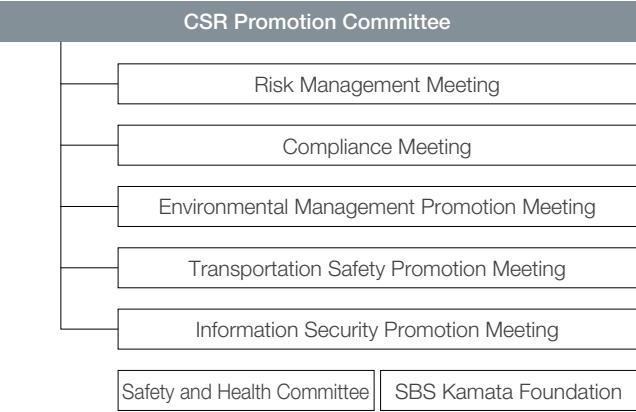 CSR Promotion Committee
Risk Management Meeting
Compliance Meeting
Environmental Management Promotion Meeting
Transportation Safety Promotion Meeting
Information Security Promotion Meeting
Safety and Health Committee
SBS Kamata Foundation